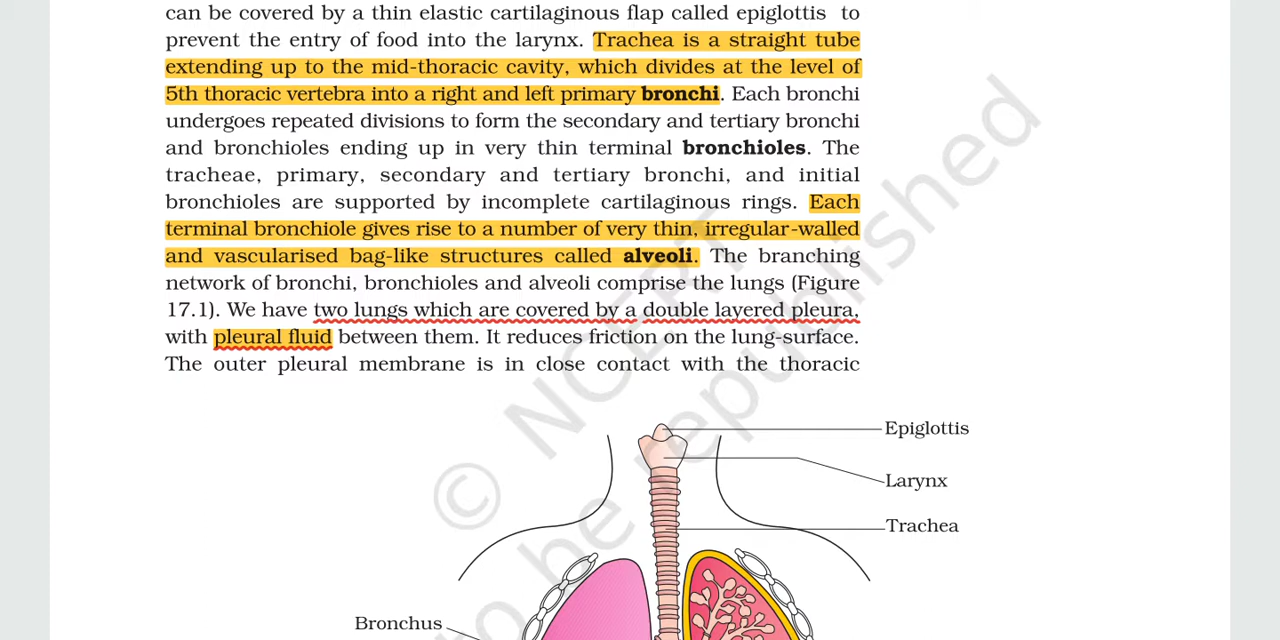 can be covered by a thin elastic cartilaginous flap called epiglottis to
prevent the entry of food into the larynx. Trachea is a straight tube
extending up to the mid-thoracic cavity, which divides at the level of
5th thoracic vertebra into a right and left primary bronchi. Each bronchi
undergoes repeated divisions to form the secondary and tertiary bronchi
and bronchioles ending up in very thin terminal bronchioles. The
tracheae, primary, secondary and tertiary bronchi, and initial
bronchioles are supported by incomplete cartilaginous rings. Each
terminal bronchiole gives rise to a number of very thin, irregular-walled
and vascularised bag-like structures called alveoli. The branching
network of bronchi, bronchioles and alveoli comprise the lungs (Figure
17.1). We have two lungs which are covered by a double layered pleura,
with pleural fluid between them. It reduces friction on the lung-surface.
The outer pleural membrane is in close contact with the thoracic
Epiglottis
Larynx
Trachea
Bronchus
© NCERT
to be republished